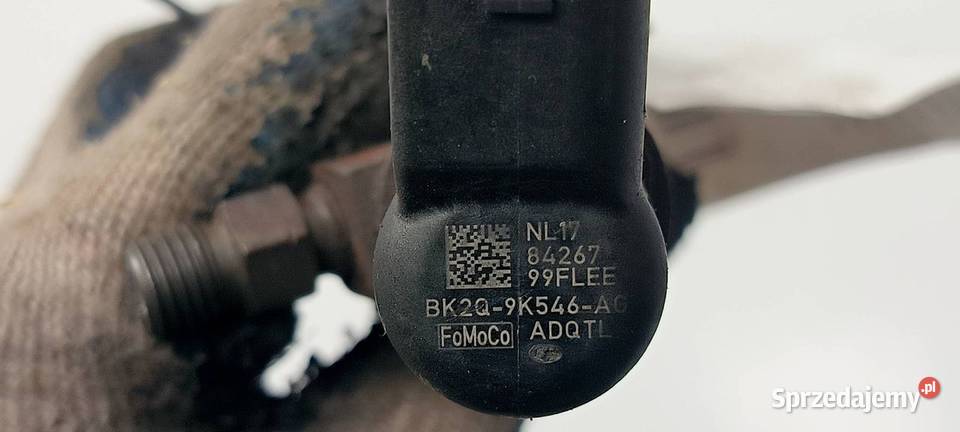 NL17
84267
99FLEE
BK2Q-9K546-AG
FoMoCo ADQTL
Sprzedajemy.pl